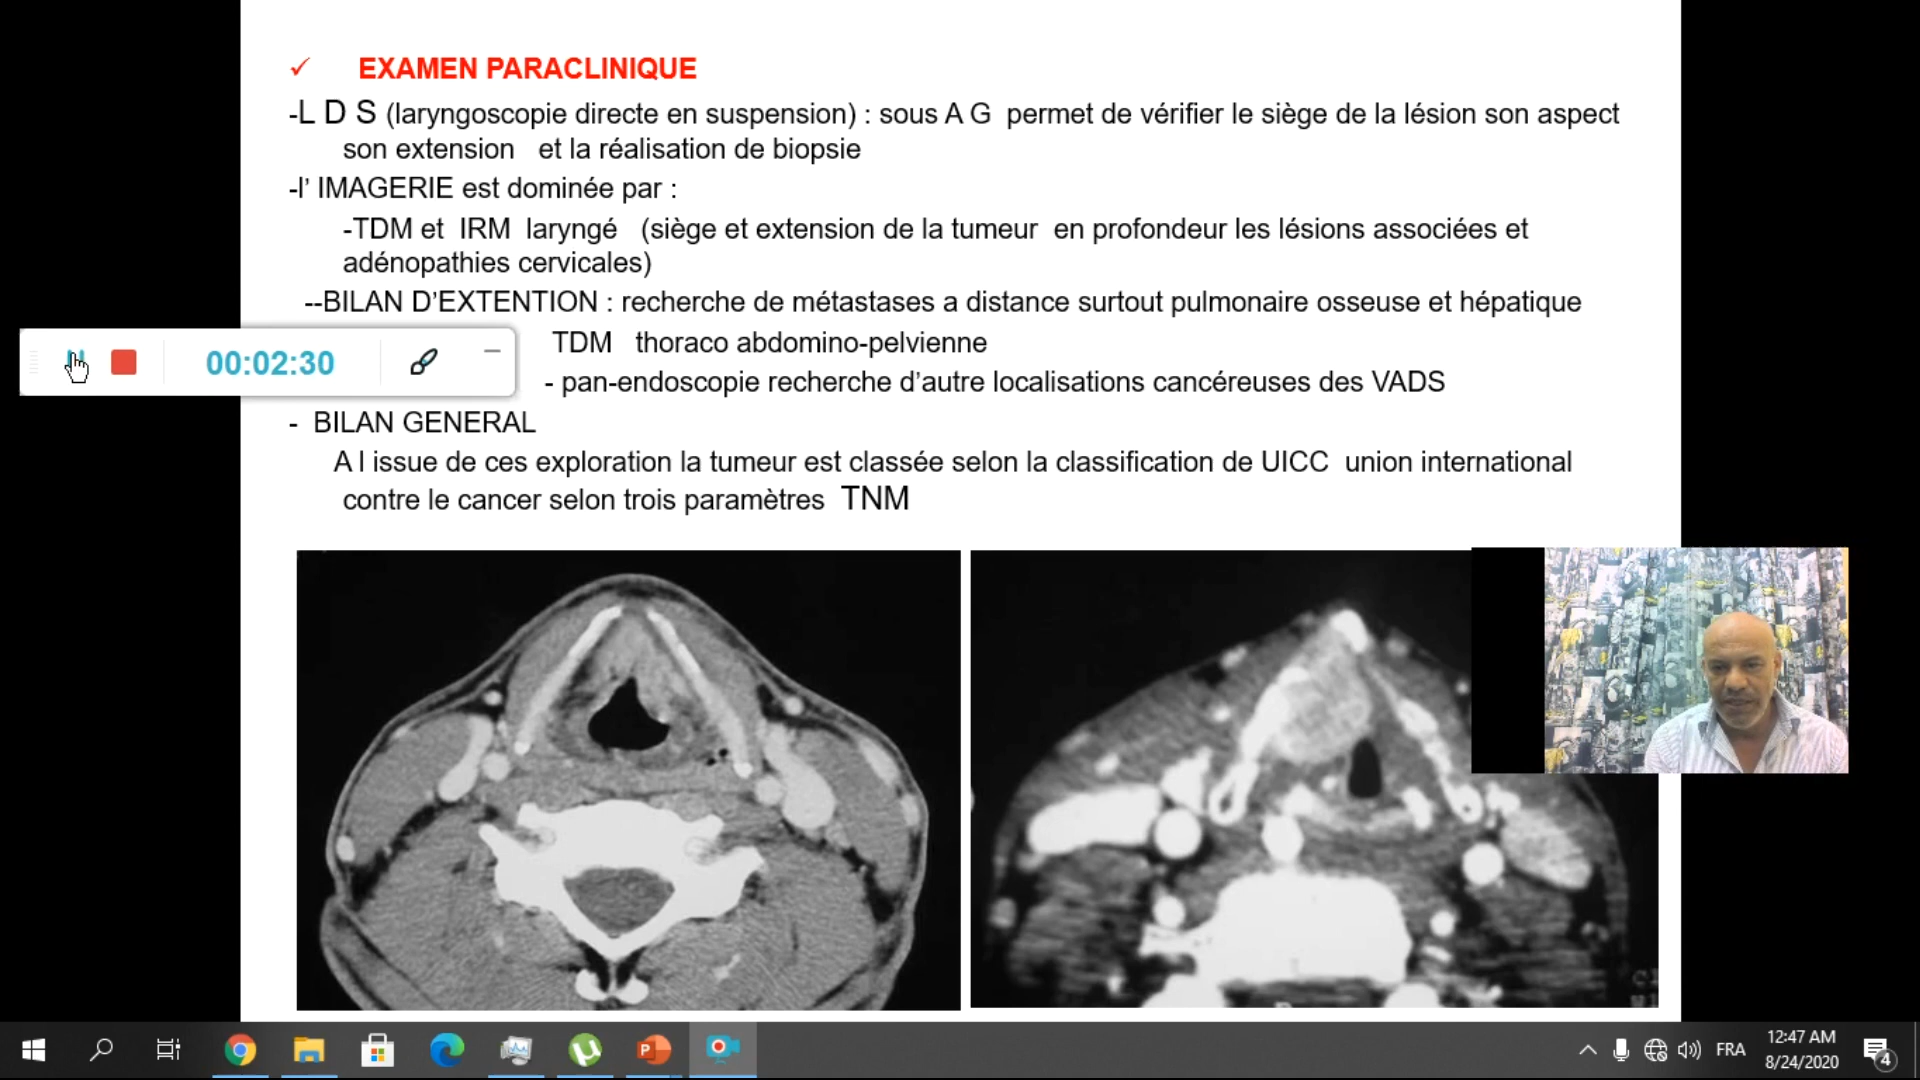 ✓ EXAMEN PARACLINIQUE
-L D S (laryngoscopie directe en suspension) : sous A G permet de vérifier le siège de la lésion son aspect
son extension et la réalisation de biopsie
-l’ IMAGERIE est dominée par :
-TDM et IRM laryngé (siège et extension de la tumeur en profondeur les lésions associées et
adénopathies cervicales)
--BILAN D’EXTENTION : recherche de métastases a distance surtout pulmonaire osseuse et hépatique
TDM thoraco abdomino-pelvienne
00:02:30
- pan-endoscopie recherche d’autre localisations cancéreuses des VADS
- BILAN GENERAL
A l issue de ces exploration la tumeur est classée selon la classification de UICC union international
contre le cancer selon trois paramètres TNM
FRA
12:47 AM
8/24/2020
4